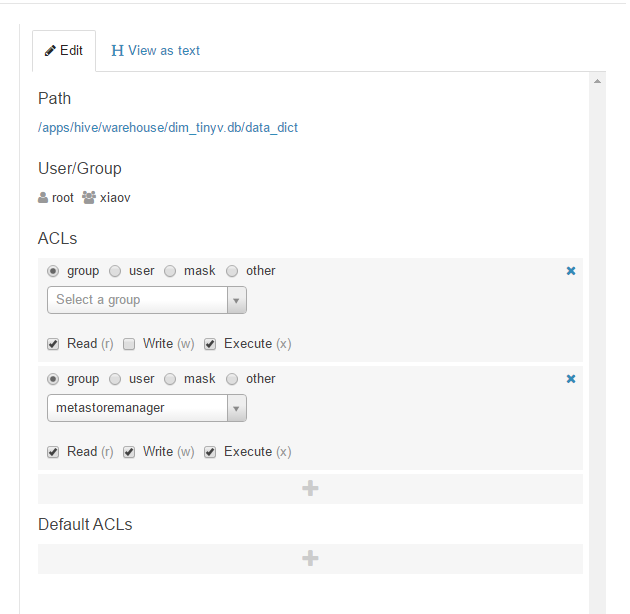 Edit H View as text
Path
/apps/hive/warehouse/dim_tinyv.db/data_dict
User/Group
root xiaov
ACLs
group user mask other
Select a group
Read (r) Write (w) Execute (x)
group user mask other
metastoremanager
Read (r) Write (w) Execute (x)
Default ACLs